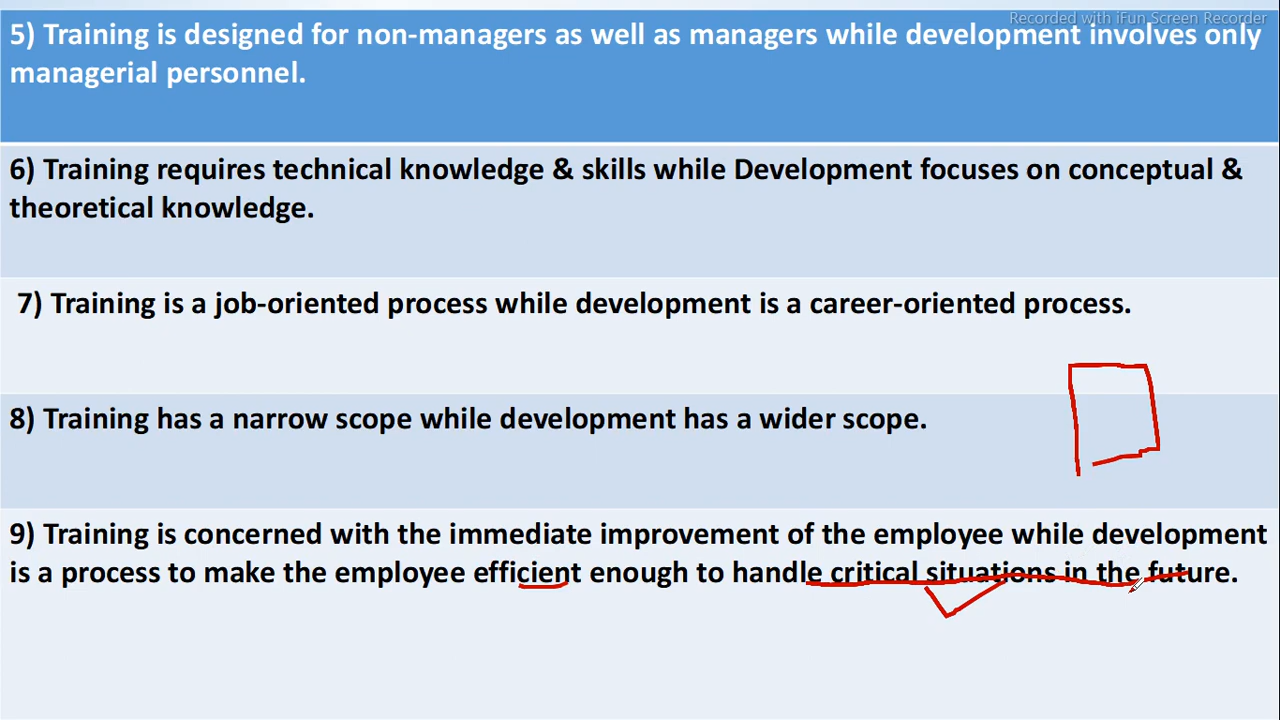 Recorded with iFun Screen Recorder
5) Training is designed for non-managers as well as managers while development involves only
managerial personnel.
6) Training requires technical knowledge & skills while Development focuses on conceptual &
theoretical knowledge.
7) Training is a job-oriented process while development is a career-oriented process.
8) Training has a narrow scope while development has a wider scope.
9) Training is concerned with the immediate improvement of the employee while development
is a process to make the employee efficient enough to handle critical situations in the future.